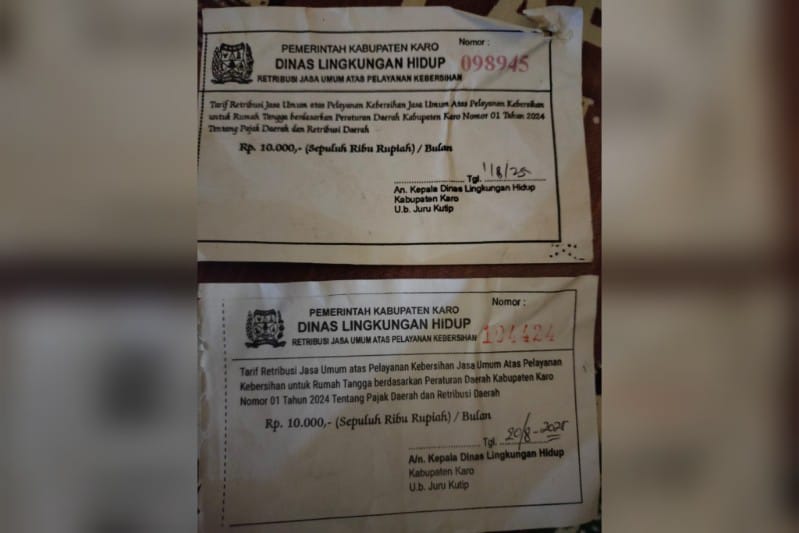 PEMERINTAH KABUPATEN KARO
Nomor :
DINAS LINGKUNGAN HIDUP
098945
RETRIBUSI JASA UMUM ATAS PELAYANAN KEBERSIHAN
Tarif Retribusi Jasa Umum atas Pelayanan Kebersihan Jasa Umum Atas Pelayanan Kebersihan
untuk Rumah Tangga berdasarkan Peraturan Daerah Kabupaten Karo Nomor 01 Tahun 2024
Tentang Pajak Daerah dan Retribusi Daerah
Rp. 10.000,- (Sepuluh Ribu Rupiah) / Bulan
Tgl. 1/8/25
An. Kepala Dinas Lingkungan Hidup
Kabupaten Karo
U.b. Juru Kutip
PEMERINTAH KABUPATEN KARO
Nomor :
DINAS LINGKUNGAN HIDUP
104424
RETRIBUSI JASA UMUM ATAS PELAYANAN KEBERSIHAN
Tarif Retribusi Jasa Umum atas Pelayanan Kebersihan Jasa Umum Atas Pelayanan
Kebersihan untuk Rumah Tangga berdasarkan Peraturan Daerah Kabupaten Karo
Nomor 01 Tahun 2024 Tentang Pajak Daerah dan Retribusi Daerah
Rp. 10.000,- (Sepuluh Ribu Rupiah) / Bulan
Tgl. 20/8-2025
A/n. Kepala Dinas Lingkungan Hidup
Kabupaten Karo
U.b. Juru Kutip